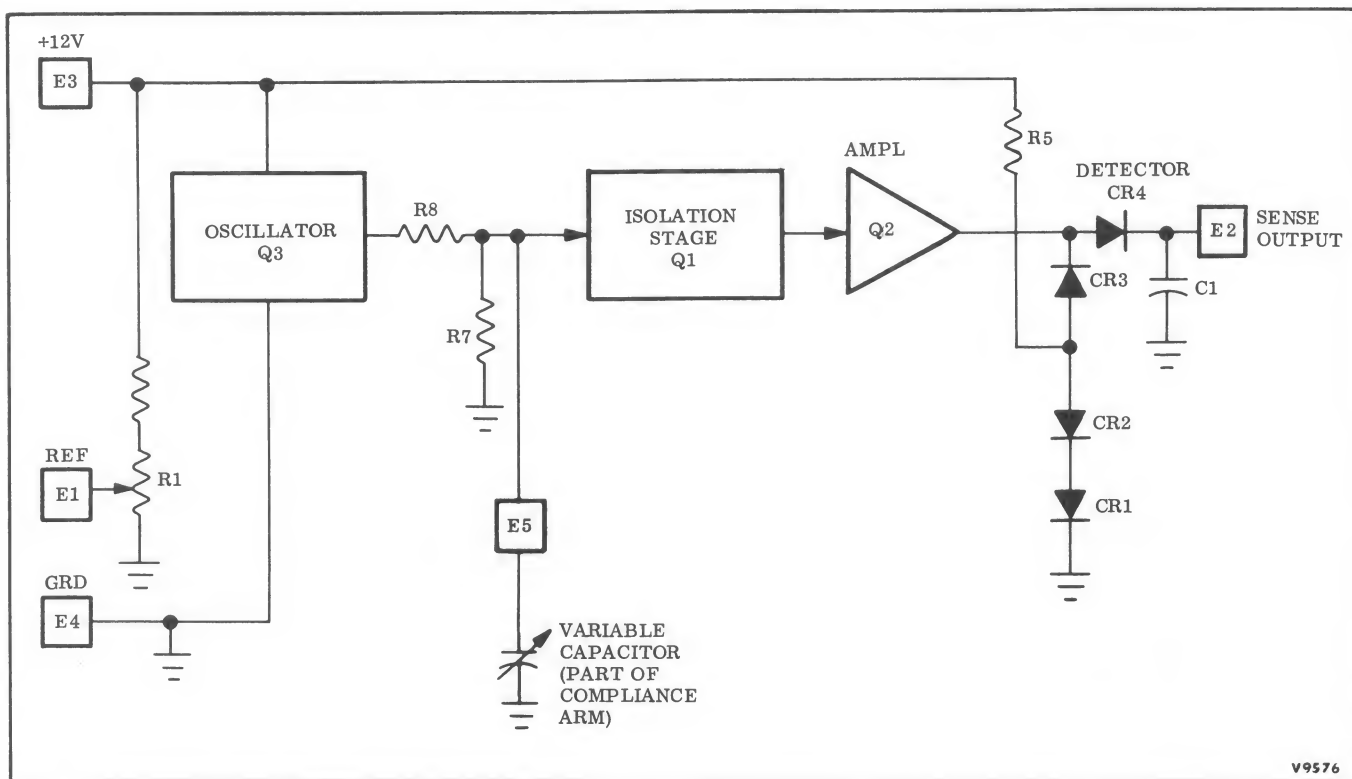 +12V
E3
R5
AMPL
DETECTOR
CR4
OSCILLATOR
Q3
R8
ISOLATION
STAGE
Q1
Q2
E2
SENSE
OUTPUT
CR3
C1
R7
REF
E1
R1
CR2
E5
CR1
GRD
E4
VARIABLE
CAPACITOR
(PART OF
COMPLIANCE
ARM)
V9576